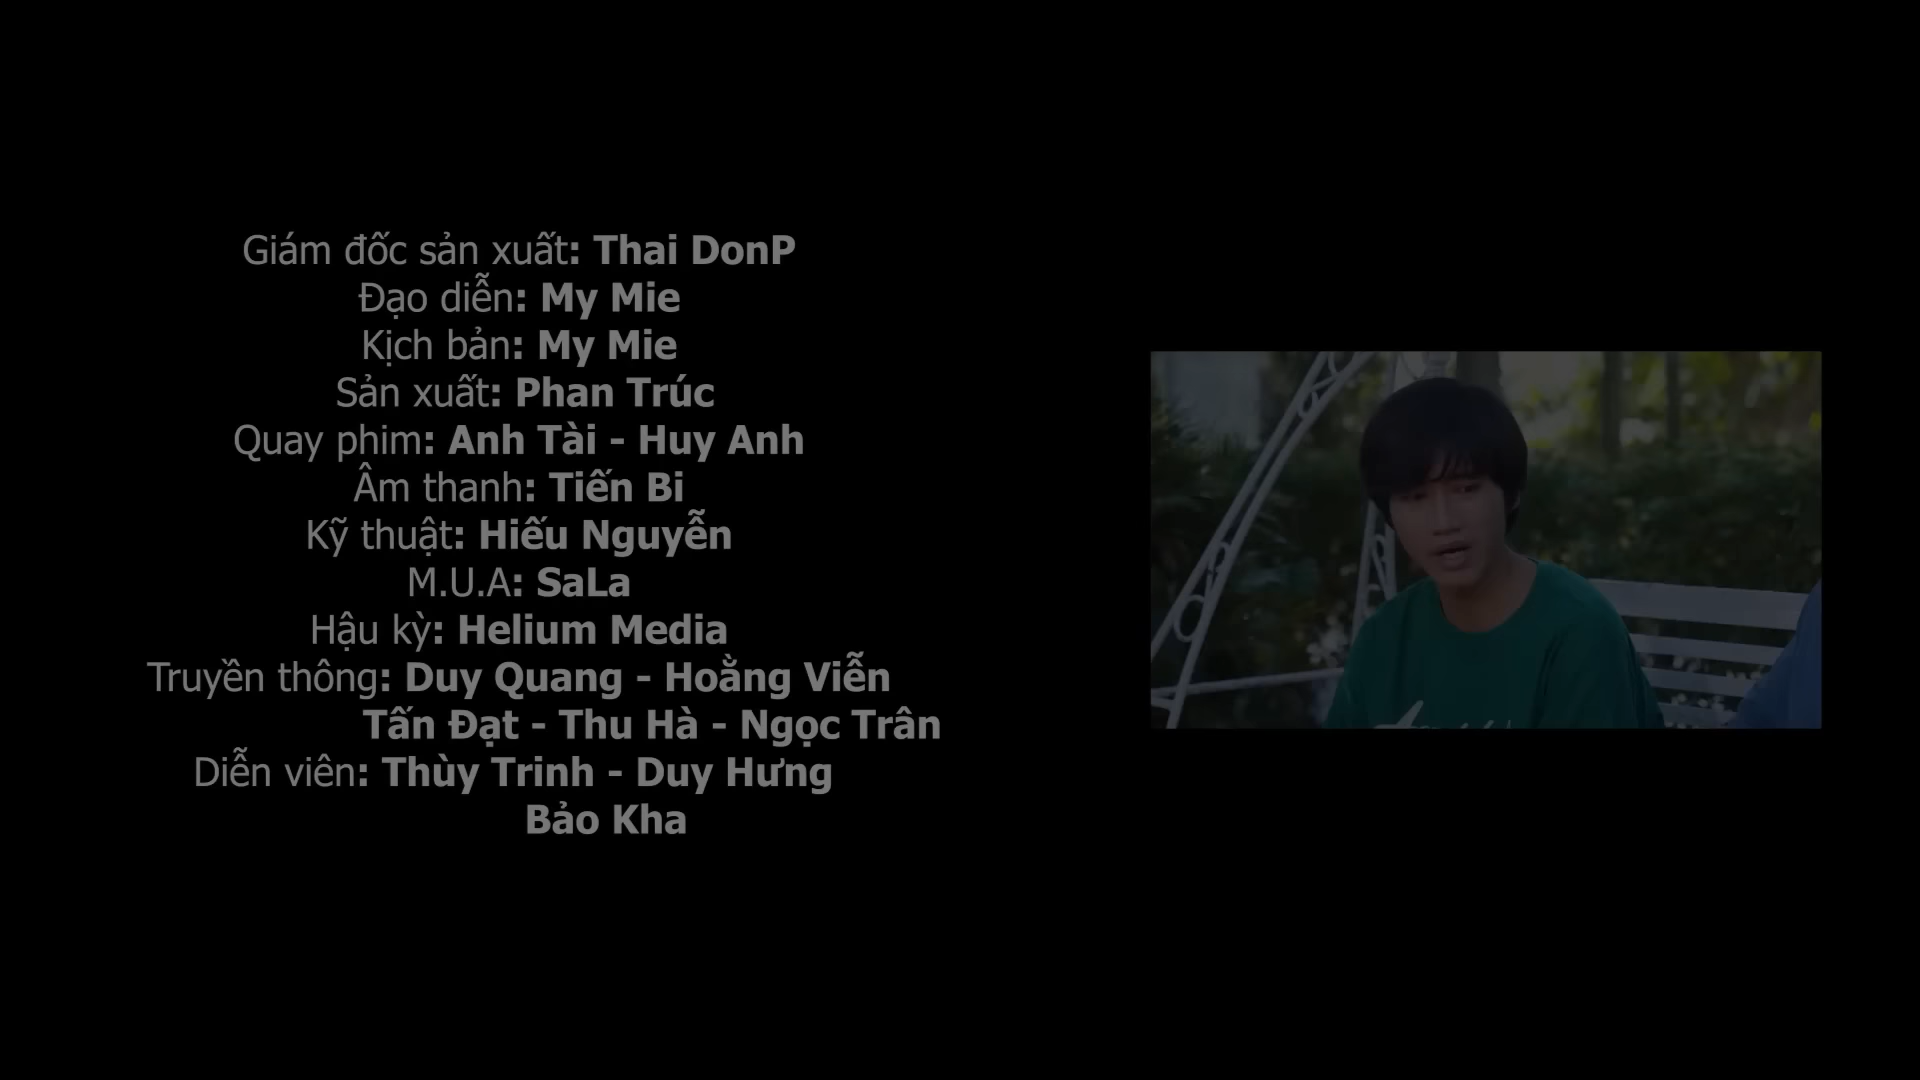 Giám đốc sản xuất: Thai DonP
Đạo diễn: My Mie
Kịch bản: My Mie
Sản xuất: Phan Trúc
Quay phim: Anh Tài - Huy Anh
Âm thanh: Tiến Bi
Kỹ thuật: Hiếu Nguyễn
M.U.A: SaLa
Hậu kỳ: Helium Media
Truyền thông: Duy Quang - Hoằng Viễn
Tấn Đạt - Thu Hà - Ngọc Trân
Diễn viên: Thùy Trinh - Duy Hưng
Bảo Kha